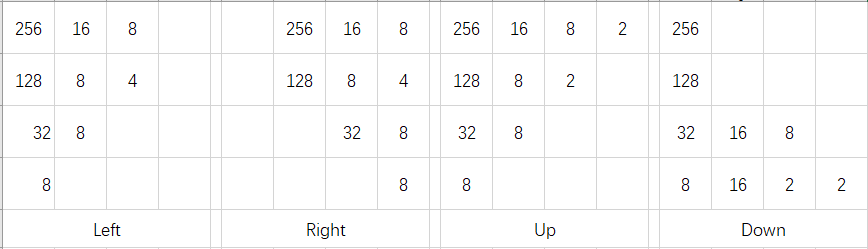 256 16 8 256 16 8 256 16 8 2 256
128 8 4 128 8 4 128 8 2 128
32 8 32 8 32 8 32 16 8
8 8 8 8 16 2 2
Left Right Up Down